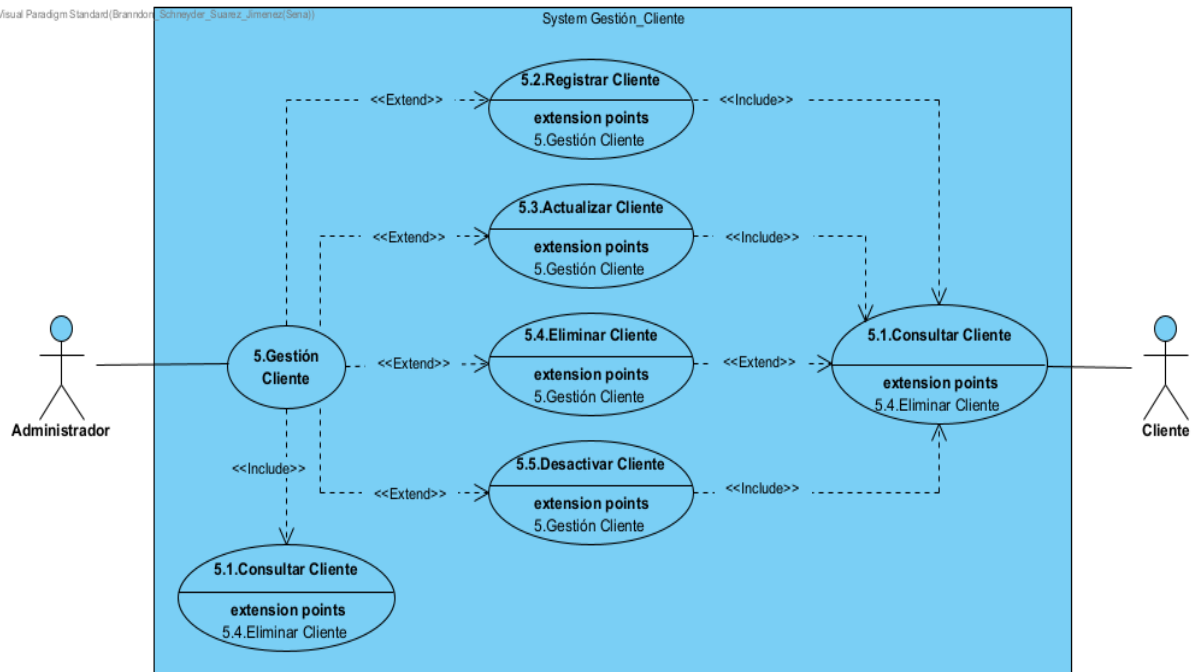 Visual Paradigm Standard(Branndon_Schneyder_Suarez_Jimenez(Sena))
System Gestión_Cliente
5.2.Registrar Cliente
extension points
5.Gestión Cliente
<<Extend>>
<<Include>>
5.3.Actualizar Cliente
extension points
5.Gestión Cliente
<<Extend>>
<<Include>>
5.4.Eliminar Cliente
extension points
5.Gestión Cliente
<<Extend>>
<<Extend>>
5.Gestión
Cliente
5.1.Consultar Cliente
extension points
5.4.Eliminar Cliente
Administrador
Cliente
5.5.Desactivar Cliente
extension points
5.Gestión Cliente
<<Include>>
<<Extend>>
<<Include>>
5.1.Consultar Cliente
extension points
5.4.Eliminar Cliente